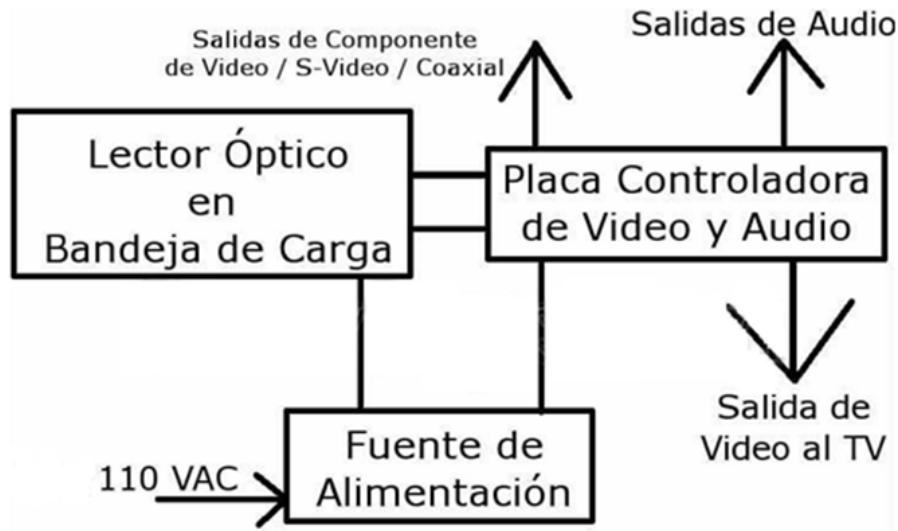 Salidas de Componente
de Video / S-Video / Coaxial
Salidas de Audio
Lector Óptico
en
Bandeja de Carga
Placa Controladora
de Video y Audio
Salida de
Video al TV
110 VAC
Fuente de
Alimentación